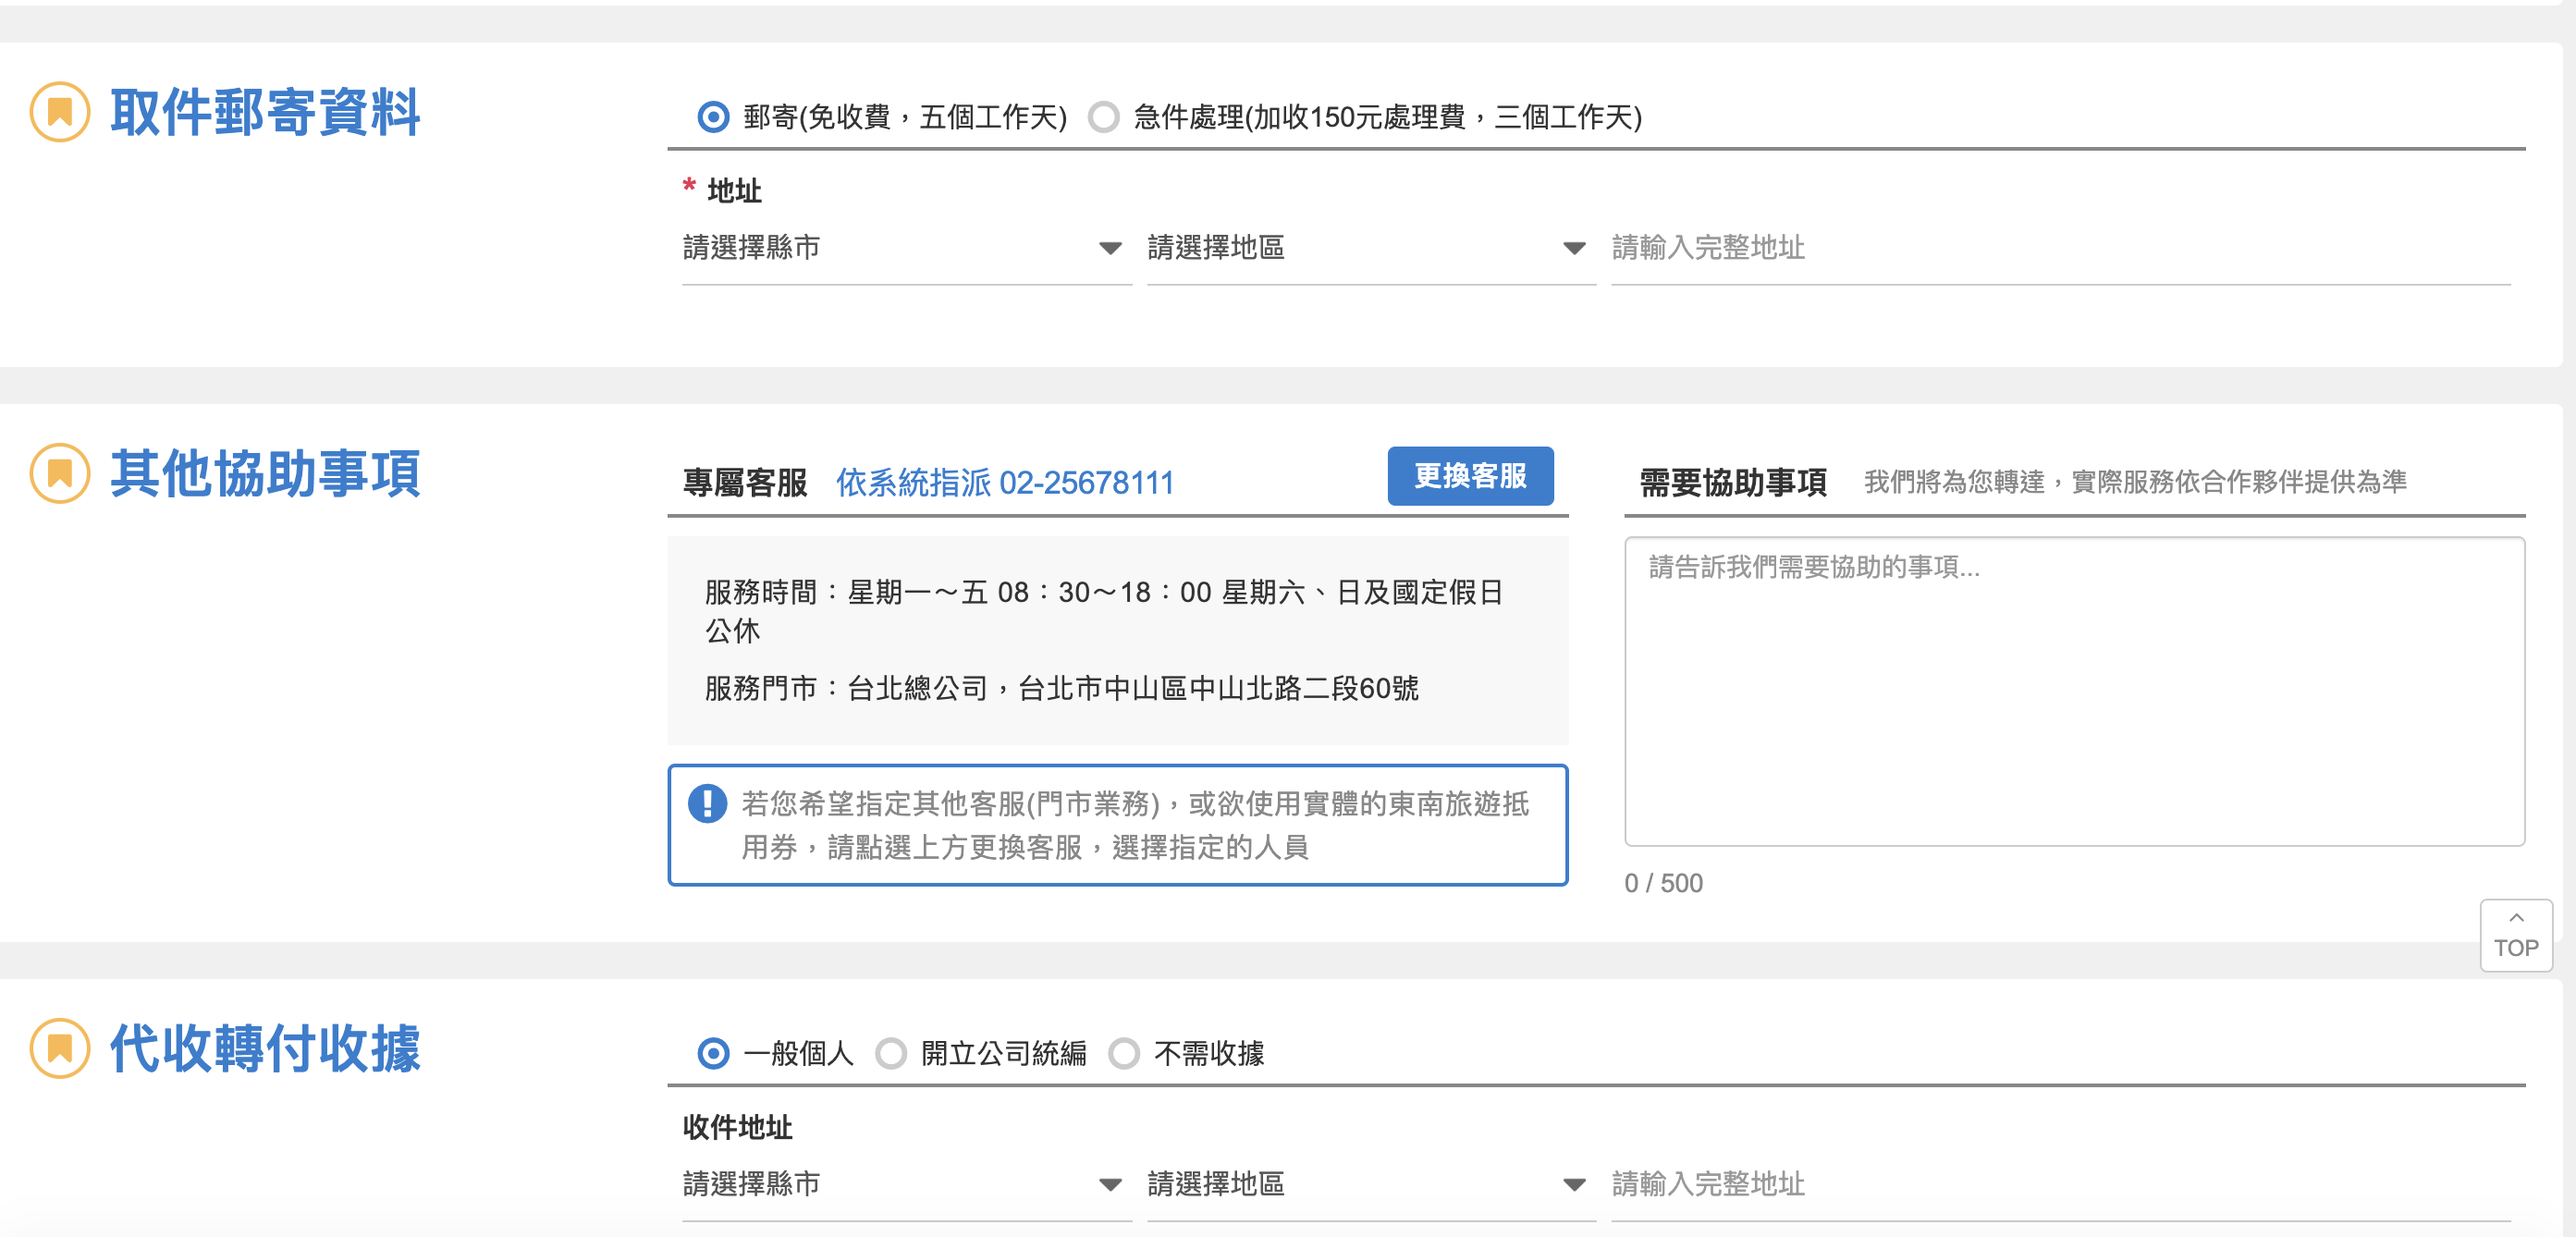 取件郵寄資料
郵寄(免收費，五個工作天) 急件處理(加收150元處理費，三個工作天)
* 地址
請選擇縣市 請選擇地區 請輸入完整地址
其他協助事項
專屬客服 依系統指派 02-25678111 更換客服
服務時間：星期一～五 08：30～18：00 星期六、日及國定假日
公休
服務門市：台北總公司，台北市中山區中山北路二段60號
若您希望指定其他客服(門市業務)，或欲使用實體的東南旅遊抵
用券，請點選上方更換客服，選擇指定的人員
需要協助事項 我們將為您轉達，實際服務依合作夥伴提供為準
請告訴我們需要協助的事項...
0 / 500
TOP
代收轉付收據
一般個人 開立公司統編 不需收據
收件地址
請選擇縣市 請選擇地區 請輸入完整地址